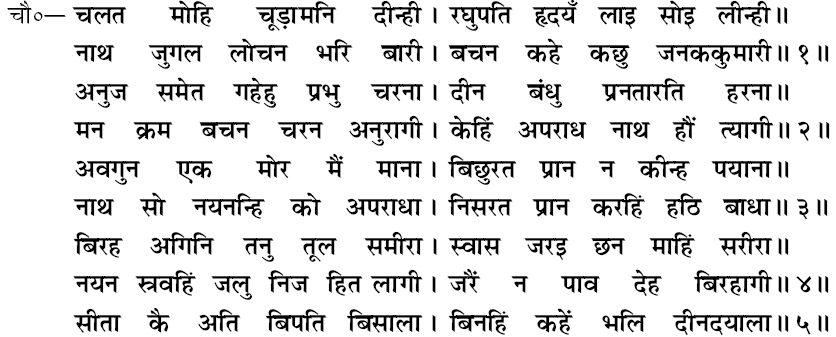 चौ०— चलत मोहि चूड़ामनि दीन्ही। रघुपति हृदयँ लाइ सोइ लीन्ही॥
नाथ जुगल लोचन भरि बारी। बचन कहे कछु जनककुमारी॥ १॥
अनुज समेत गहेहु प्रभु चरना। दीन बंधु प्रनतारति हरना॥
मन क्रम बचन चरन अनुरागी। केहिं अपराध नाथ हौं त्यागी॥ २॥
अवगुन एक मोर मैं माना। बिछुरत प्रान न कीन्ह पयाना॥
नाथ सो नयनन्हि को अपराधा। निसरत प्रान करहिं हठि बाधा॥ ३॥
बिरह अगिनि तनु तूल समीरा। स्वास जरइ छन माहिं सरीरा॥
नयन स्रवहिं जलु निज हित लागी। जरैं न पाव देह बिरहागी॥ ४॥
सीता कै अति बिपति बिसाला। बिनहिं कहें भलि दीनदयाला॥ ५॥